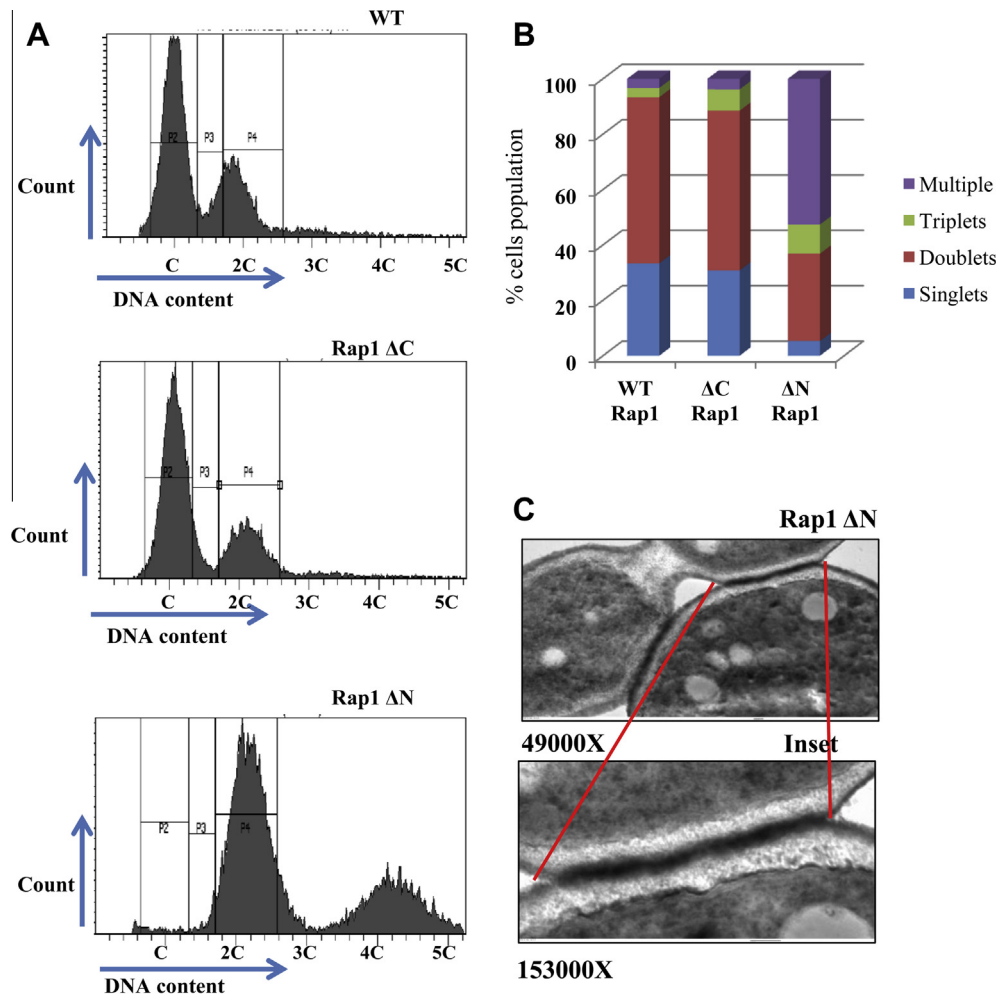 A
WT
P2
P3
P4
Count
C 2C 3C 4C 5C
DNA content
Rap1 ΔC
P2
P3
P4
Count
C 2C 3C 4C 5C
DNA content
Rap1 ΔN
P2
P3
P4
Count
C 2C 3C 4C 5C
DNA content
B
% cells population
100
80
60
40
20
0
WT Rap1
ΔC Rap1
ΔN Rap1
Multiple
Triplets
Doublets
Singlets
C
Rap1 ΔN
49000X
Inset
153000X